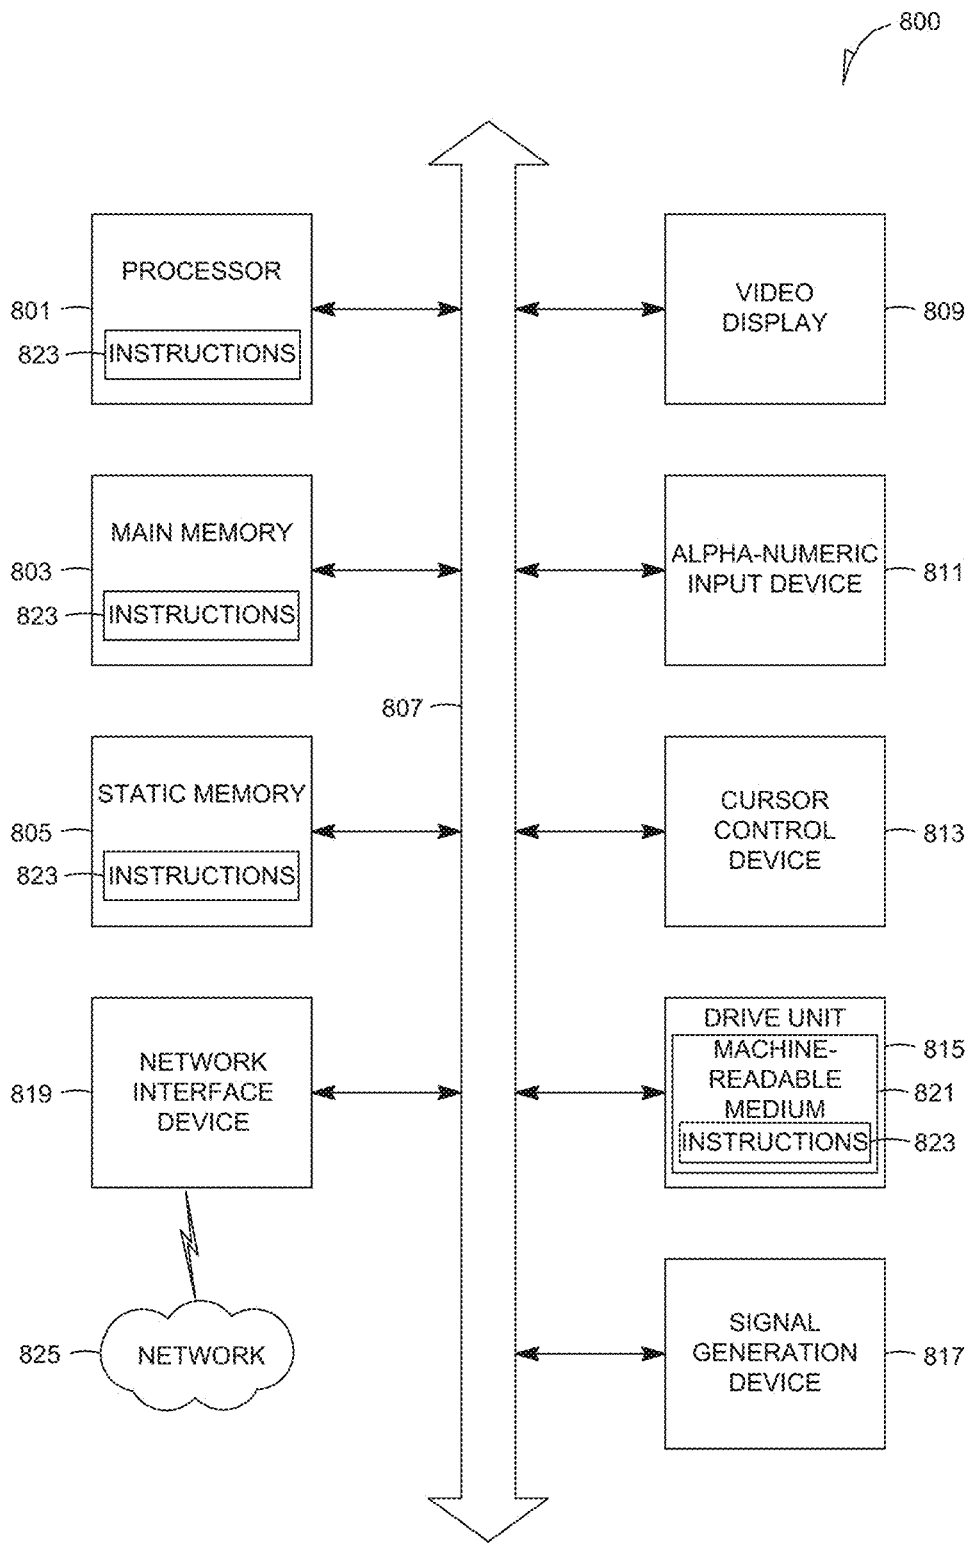 800
PROCESSOR
801
823
INSTRUCTIONS
MAIN MEMORY
803
823
INSTRUCTIONS
807
STATIC MEMORY
805
823
INSTRUCTIONS
NETWORK
INTERFACE
DEVICE
819
825
NETWORK
VIDEO
DISPLAY
809
ALPHA-NUMERIC
INPUT DEVICE
811
CURSOR
CONTROL
DEVICE
813
DRIVE UNIT
815
MACHINE-
READABLE
MEDIUM
821
INSTRUCTIONS
823
SIGNAL
GENERATION
DEVICE
817